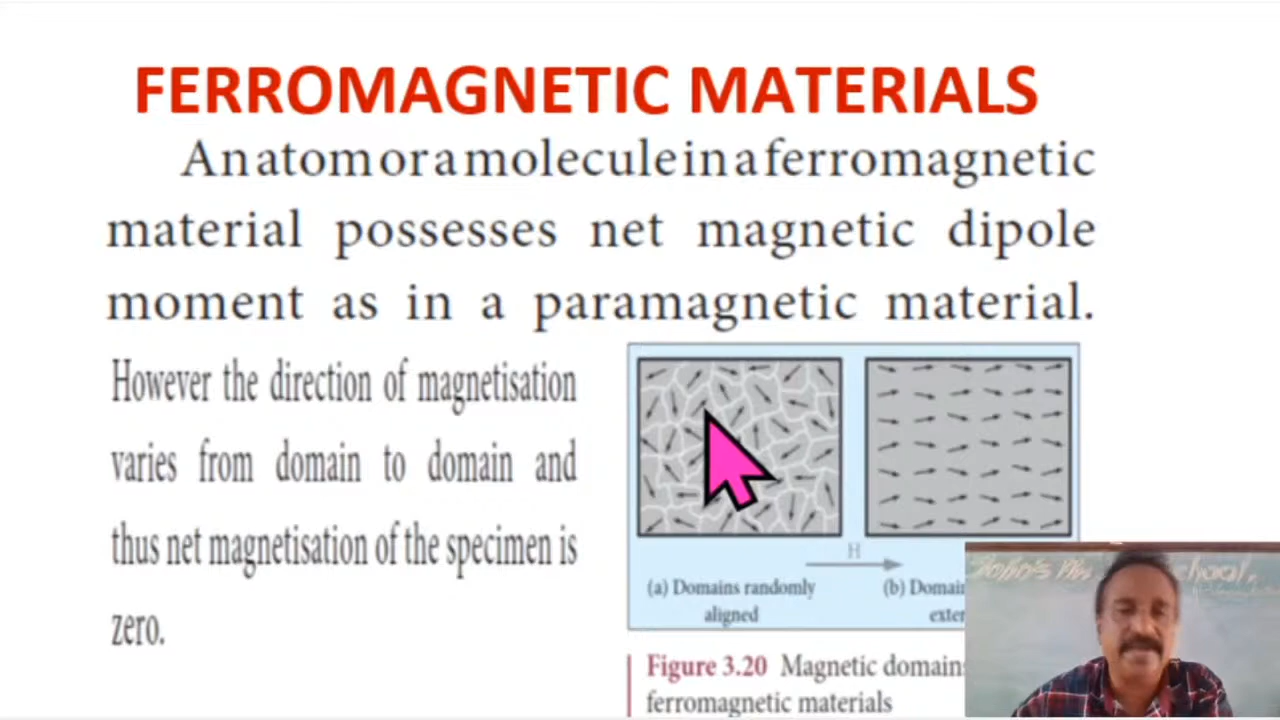 FERROMAGNETIC MATERIALS
An atom or a molecule in a ferromagnetic
material possesses net magnetic dipole
moment as in a paramagnetic material.
However the direction of magnetisation
varies from domain to domain and
thus net magnetisation of the specimen is
zero.
H
(a) Domains randomly
aligned
(b) Domai
exter
Figure 3.20 Magnetic domain
ferromagnetic materials